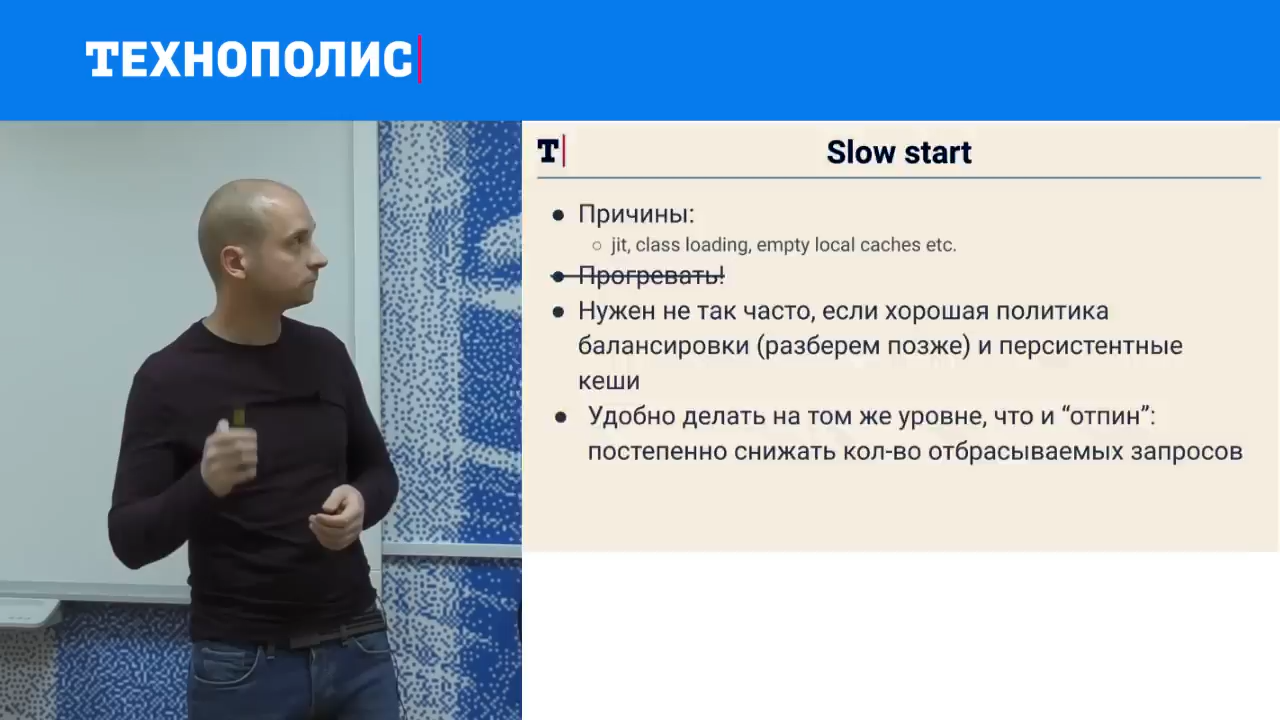 ТЕХНОПОЛИС
T
Slow start
● Причины:
○ jit, class loading, empty local caches etc.
● Прогревать!
● Нужен не так часто, если хорошая политика
балансировки (разберем позже) и персистентные
кеши
● Удобно делать на том же уровне, что и “отпин”:
постепенно снижать кол-во отбрасываемых запросов